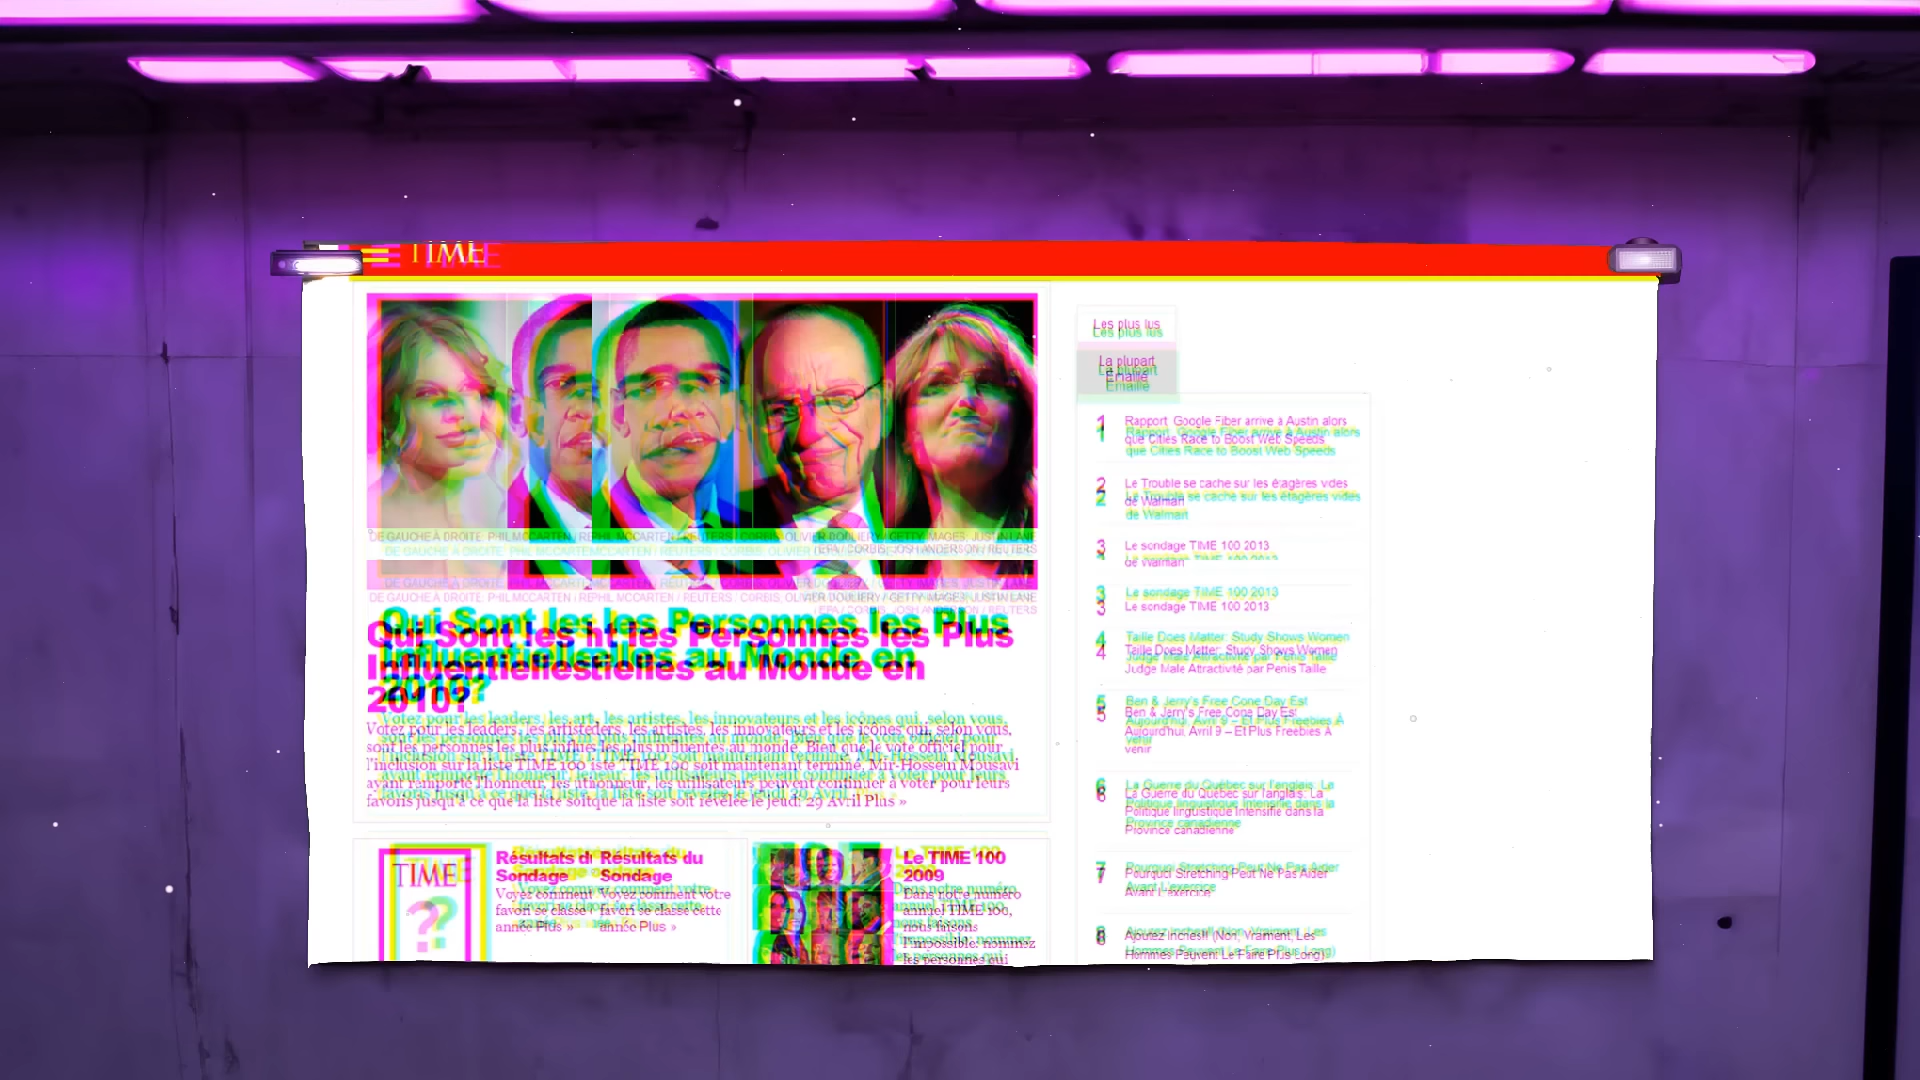 TIME
DE GAUCHE À DROITE: PHIL MCCARTEN / REUTERS / CORBIS; OLIVIER DOULIERY / GETTY IMAGES; JUSTIN LANE
/ EPA / CORBIS; JOSH ANDERSON / REUTERS
Qui Sont les Personnes les Plus
Influentielles au Monde en
2010?
Votez pour les leaders, les artistes, les innovateurs et les icônes qui, selon vous,
sont les personnes les plus influentes au monde. Bien que le vote officiel pour
l'inclusion sur la liste TIME 100 soit maintenant terminé, Mir-Hossein Mousavi
ayant remporté l'honneur, les utilisateurs peuvent continuer à voter pour leurs
favoris jusqu'à ce que la liste soit révélée le jeudi 29 Avril Plus »
TIME
?
Résultats du
Sondage
Voyez comment votre
favori se classe cette
année Plus »
Le TIME 100
2009
Dans notre numéro
annuel TIME 100,
nous faisons
l'impossible: nommez
les personnes qui
Les plus lus
La plupart
Emaille
1 Rapport: Google Fiber arrive à Austin alors
que Cities Race to Boost Web Speeds
2 Le Trouble se cache sur les étagères vides
de Walmart
3 Le sondage TIME 100 2013
4 Taille Does Matter: Study Shows Women
Judge Male Attractivité par Penis Taille
5 Ben & Jerry's Free Cone Day Est
Aujourd'hui, Avril 9 – Et Plus Freebies À
venir
6 La Guerre du Québec sur l'anglais: La
Politique linguistique Intensifie dans la
Province canadienne
7 Pourquoi Stretching Peut Ne Pas Aider
Avant L'exercice
8 Ajoutez Inches!! (Non, Vraiment, Les
Hommes Peuvent Le Faire Plus Long)